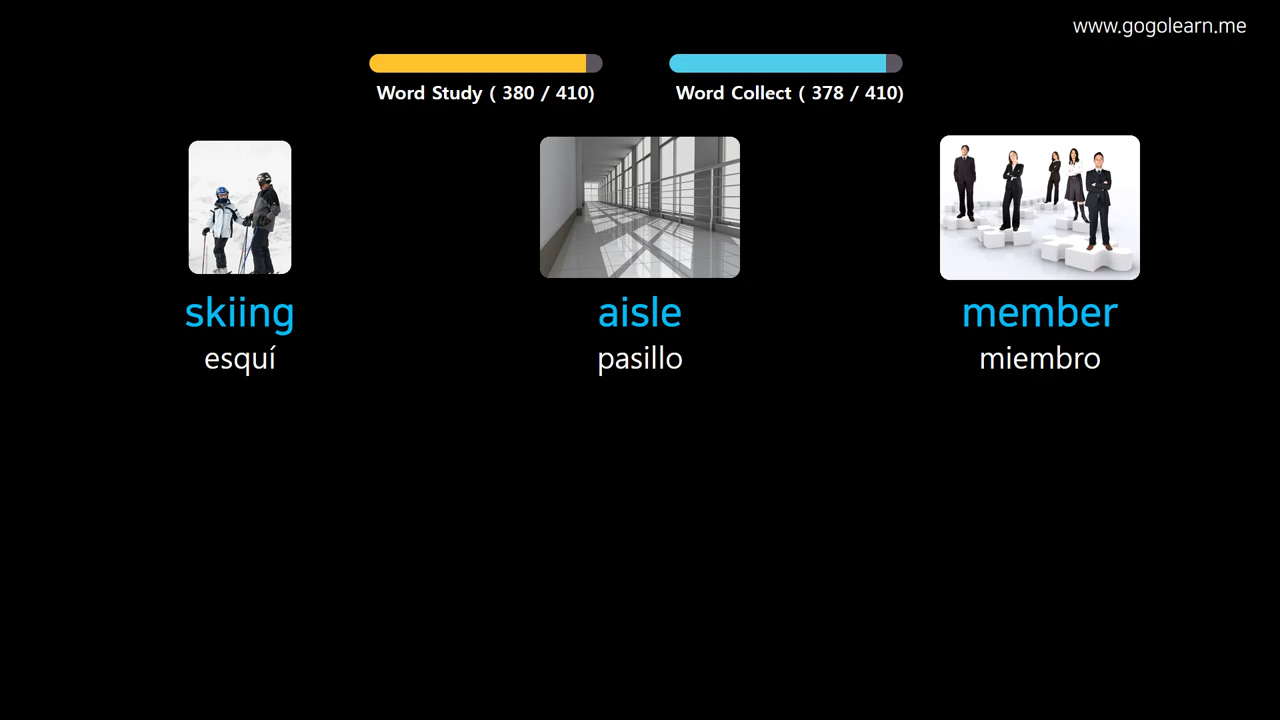 www.gogolearn.me
Word Study ( 380 / 410)
Word Collect ( 378 / 410)
skiing
aisle
member
esquí
pasillo
miembro